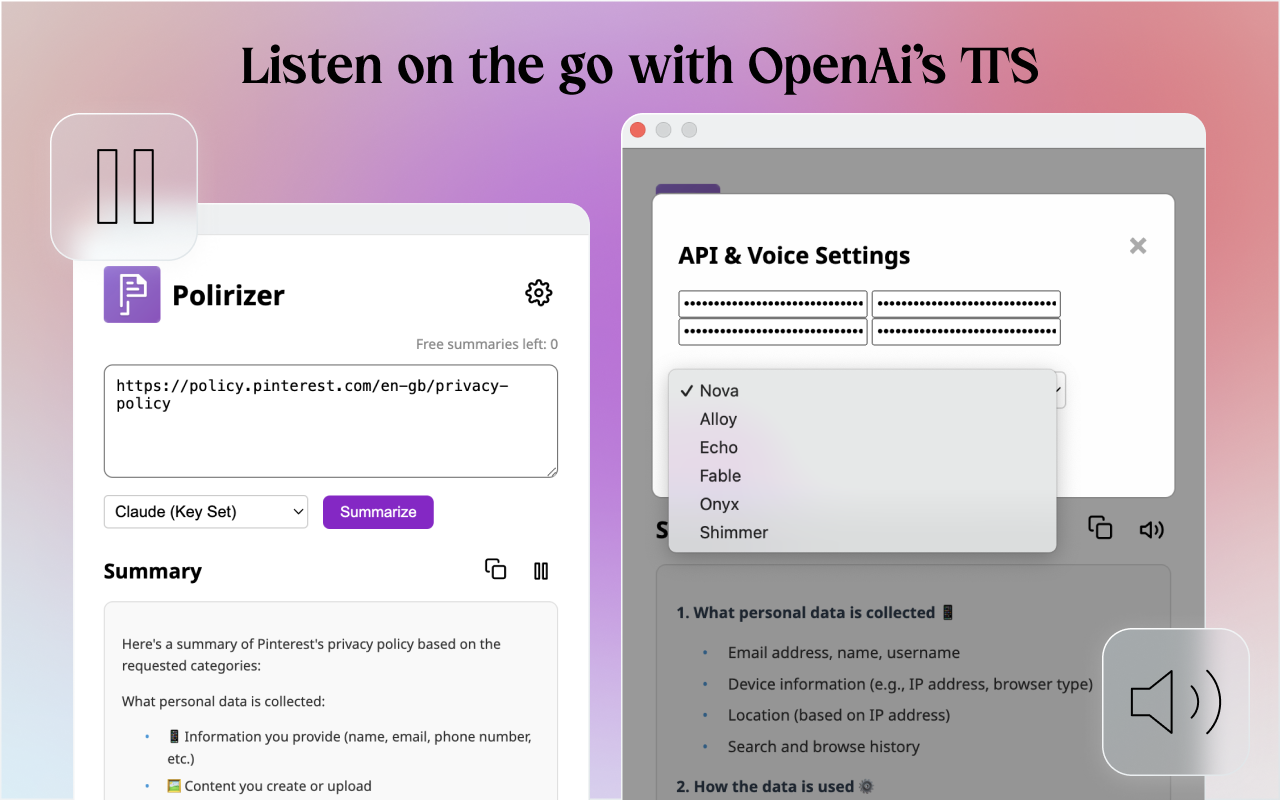 Listen on the go with OpenAi's TTS
Polirizer
Free summaries left: 0
https://policy.pinterest.com/en-gb/privacy-
policy
Claude (Key Set)
Summarize
Summary
Here's a summary of Pinterest's privacy policy based on the
requested categories:
What personal data is collected:
• 📱 Information you provide (name, email, phone number,
etc.)
• 🖼️ Content you create or upload
API & Voice Settings
✓ Nova
Alloy
Echo
Fable
Onyx
Shimmer
S
1. What personal data is collected 📱
• Email address, name, username
• Device information (e.g., IP address, browser type)
• Location (based on IP address)
• Search and browse history
2. How the data is used ⚙️